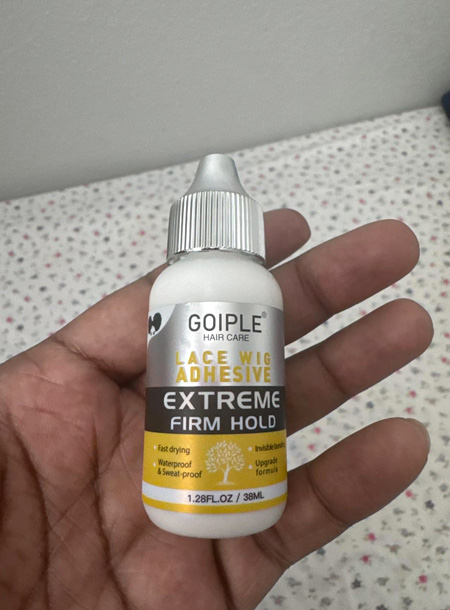 GOIPLE®
HAIR CARE
LACE WIG
ADHESIVE
EXTREME
FIRM HOLD
Fast drying
Waterproof
& Sweat-proof
Invisible
Upgrade
formula
1.28FL.OZ / 38ML